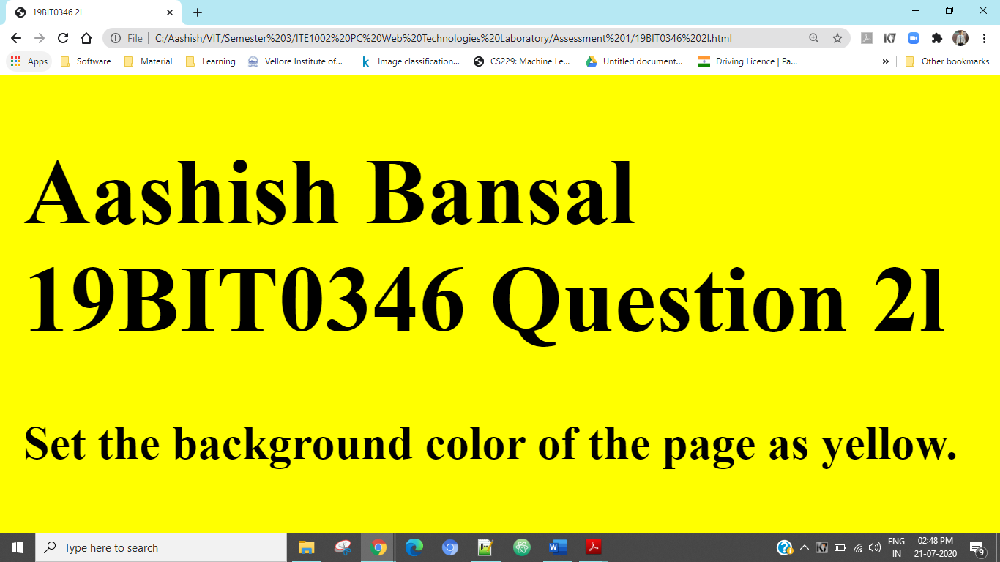 19BIT0346 2l
File C:/Aashish/VIT/Semester%203/ITE1002%20PC%20Web%20Technologies%20Laboratory/Assessment%201/19BIT0346%202l.html
Apps Software Material Learning Vellore Institute of... Image classification... CS229: Machine Le... Untitled document... Driving Licence | Pa... » Other bookmarks
Aashish Bansal
19BIT0346 Question 2l
Set the background color of the page as yellow.
Type here to search
ENG 02:48 PM
IN 21-07-2020 9